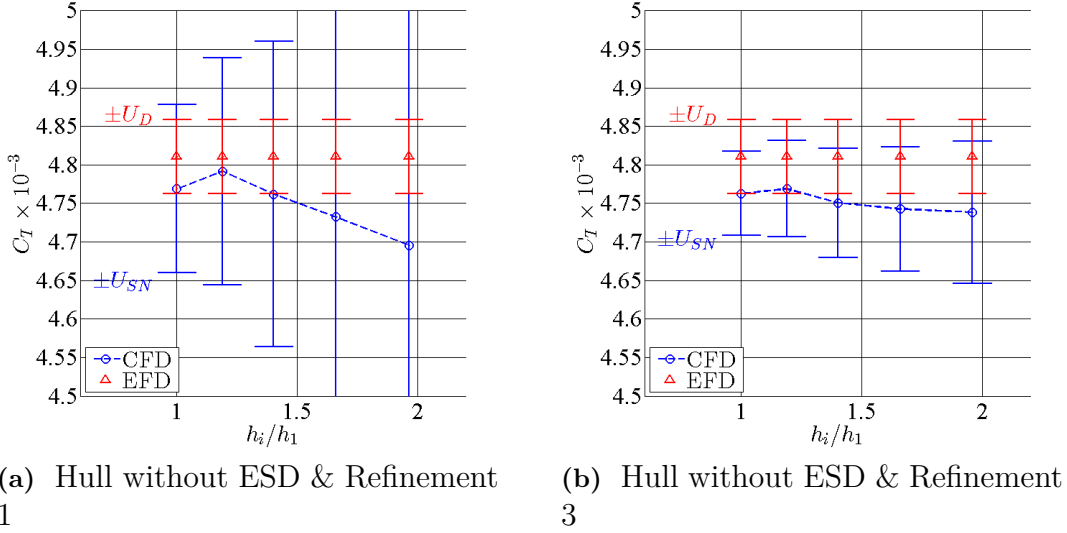 5
4.95
4.9
4.85
4.8
4.75
4.7
4.65
4.6
4.55
4.5
C_T × 10^{-3}
±U_D
±U_{SN}
CFD
EFD
1 1.5 2
h_i/h_1
(a) Hull without ESD & Refinement
1
5
4.95
4.9
4.85
4.8
4.75
4.7
4.65
4.6
4.55
4.5
C_T × 10^{-3}
±U_D
±U_{SN}
CFD
EFD
1 1.5 2
h_i/h_1
(b) Hull without ESD & Refinement
3